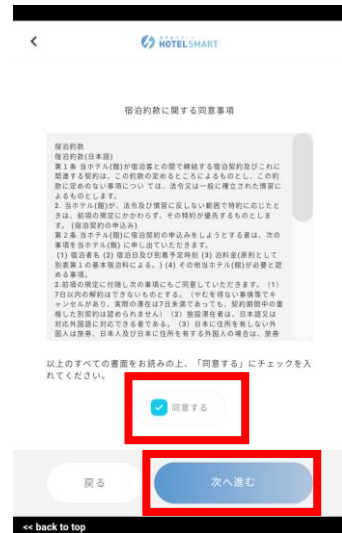 HOTELSMART
宿泊約款に関する同意事項
宿泊約款
宿泊約款(日本語)
第1条 当ホテル(館)が宿泊客との間で締結する宿泊契約及びこれに
関連する契約は、この約款の定めるところによるものとし、この約
款に定めのない事項につい ては、法令又は一般に確立された慣習に
よるものとします。
2. 当ホテル(館)が、法令及び慣習に反しない範囲で特約に応じたと
きは、前項の規定にかかわらず、その特約が優先するものとしま
す。 (宿泊契約の申込み)
第2条 当ホテル(館)に宿泊契約の申込みをしようとする者は、次の
事項を当ホテル(館) に申し出ていただきます。
(1) 宿泊者名 (2) 宿泊日及び到着予定時刻 (3) 泊料金(原則として
別表第1の基本宿泊料による。) (4) その他当ホテル(館)が必要と認
める事項。
2.前項の規定に付随し次の事項にもご同意していただきます。 (1)
7日以内の解約はできないものとする。 (やむを得ない事情等でキ
ャンセルがあり、実際の滞在は7日未満であっても、契約期間中の重
複した別契約は認められません) (2) 施設滞在者は、日本語又は
対応外国語に対応できる者である。 (3) 日本に住所を有しない外
国人は旅券、日本人及び日本に住所を有する外国人の場合は、旅券
以上のすべての書面をお読みの上、「同意する」にチェックを入
れてください。
同意する
戻る
次へ進む
<< back to top